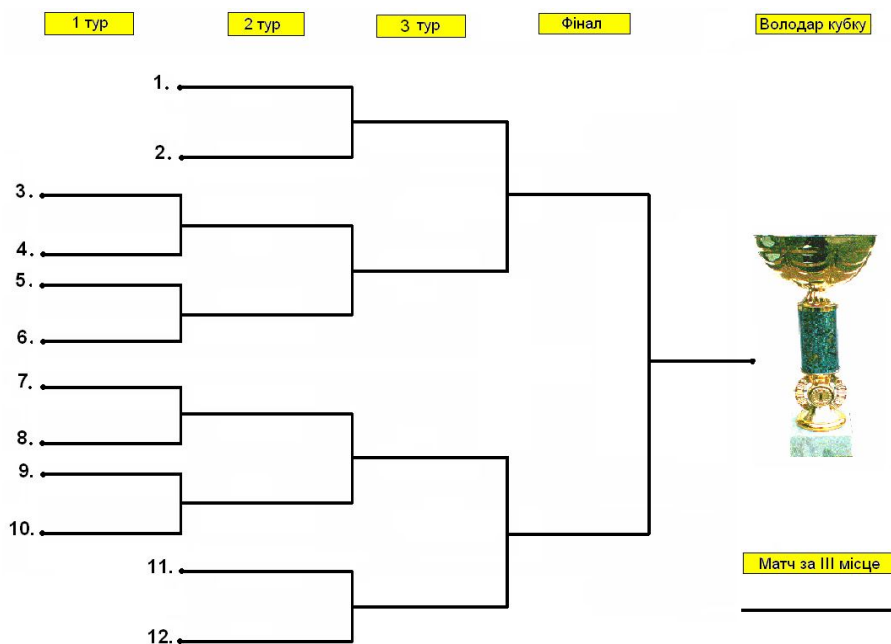 1 тур
2 тур
3 тур
Фінал
Володар кубку
1.
2.
3.
4.
5.
6.
7.
8.
9.
10.
11.
12.
Матч за III місце